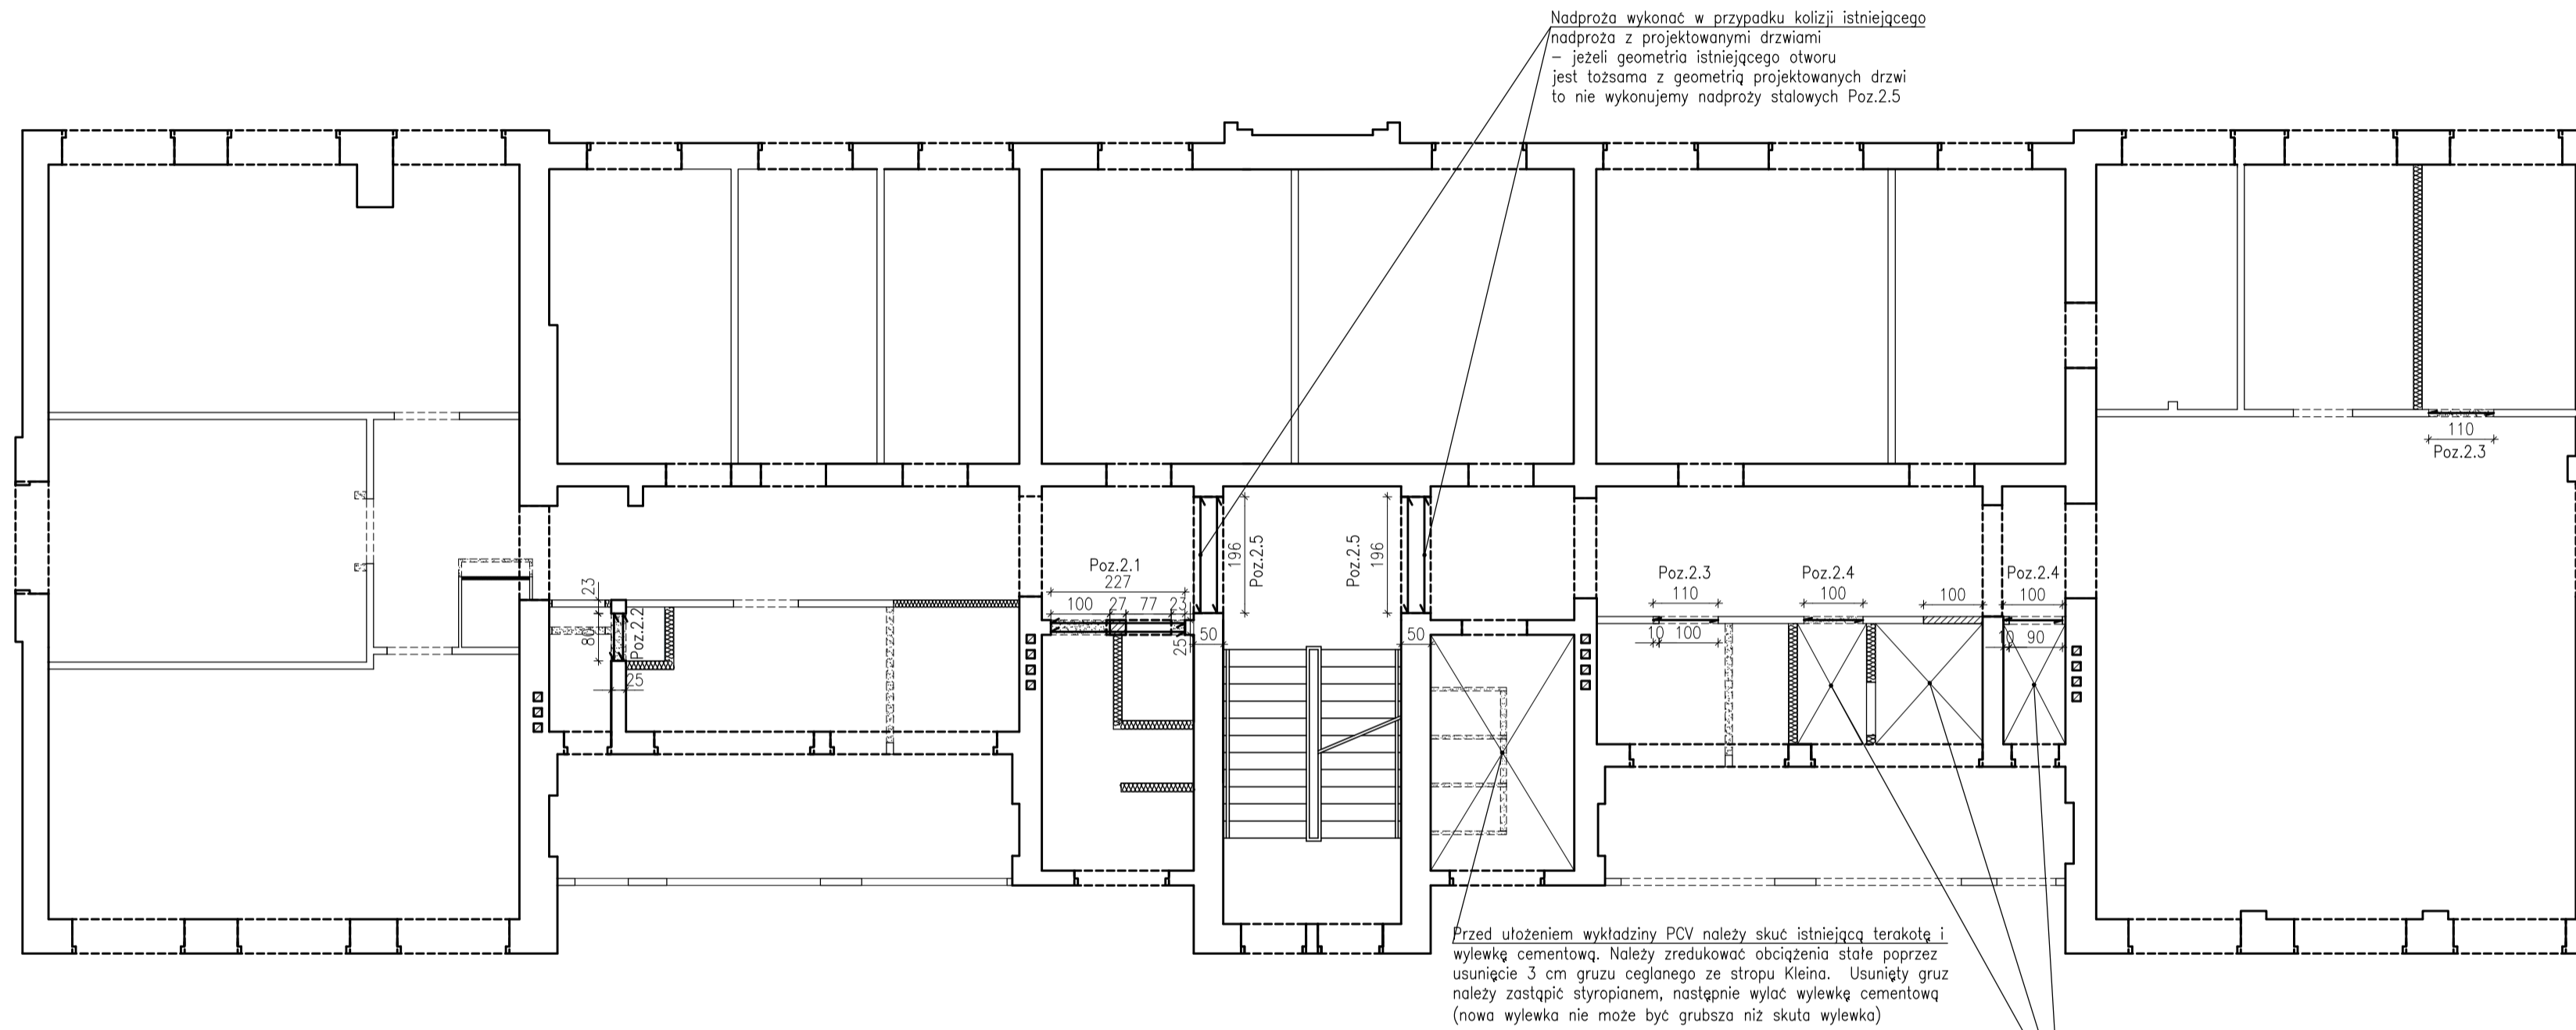 Nadproża wykonać w przypadku kolizji istniejącego
nadproża z projektowanymi drzwiami
– jeżeli geometria istniejącego otworu
jest tożsama z geometrią projektowanych drzwi
to nie wykonujemy nadproży stalowych Poz.2.5
110
Poz.2.3
Poz.2.1
227
100 27 77 23
25
50
196
Poz.2.5
Poz.2.5
196
50
23
80
Poz.2.2
25
Poz.2.3
110
10 100
Poz.2.4
100
100
Poz.2.4
100
10 90
Przed ułożeniem wykładziny PCV należy skuć istniejącą terakotę i
wylewkę cementową. Należy zredukować obciążenia stałe poprzez
usunięcie 3 cm gruzu ceglanego ze stropu Kleina. Usunięty gruz
należy zastąpić styropianem, następnie wylać wylewkę cementową
(nowa wylewka nie może być grubsza niż skuta wylewka)